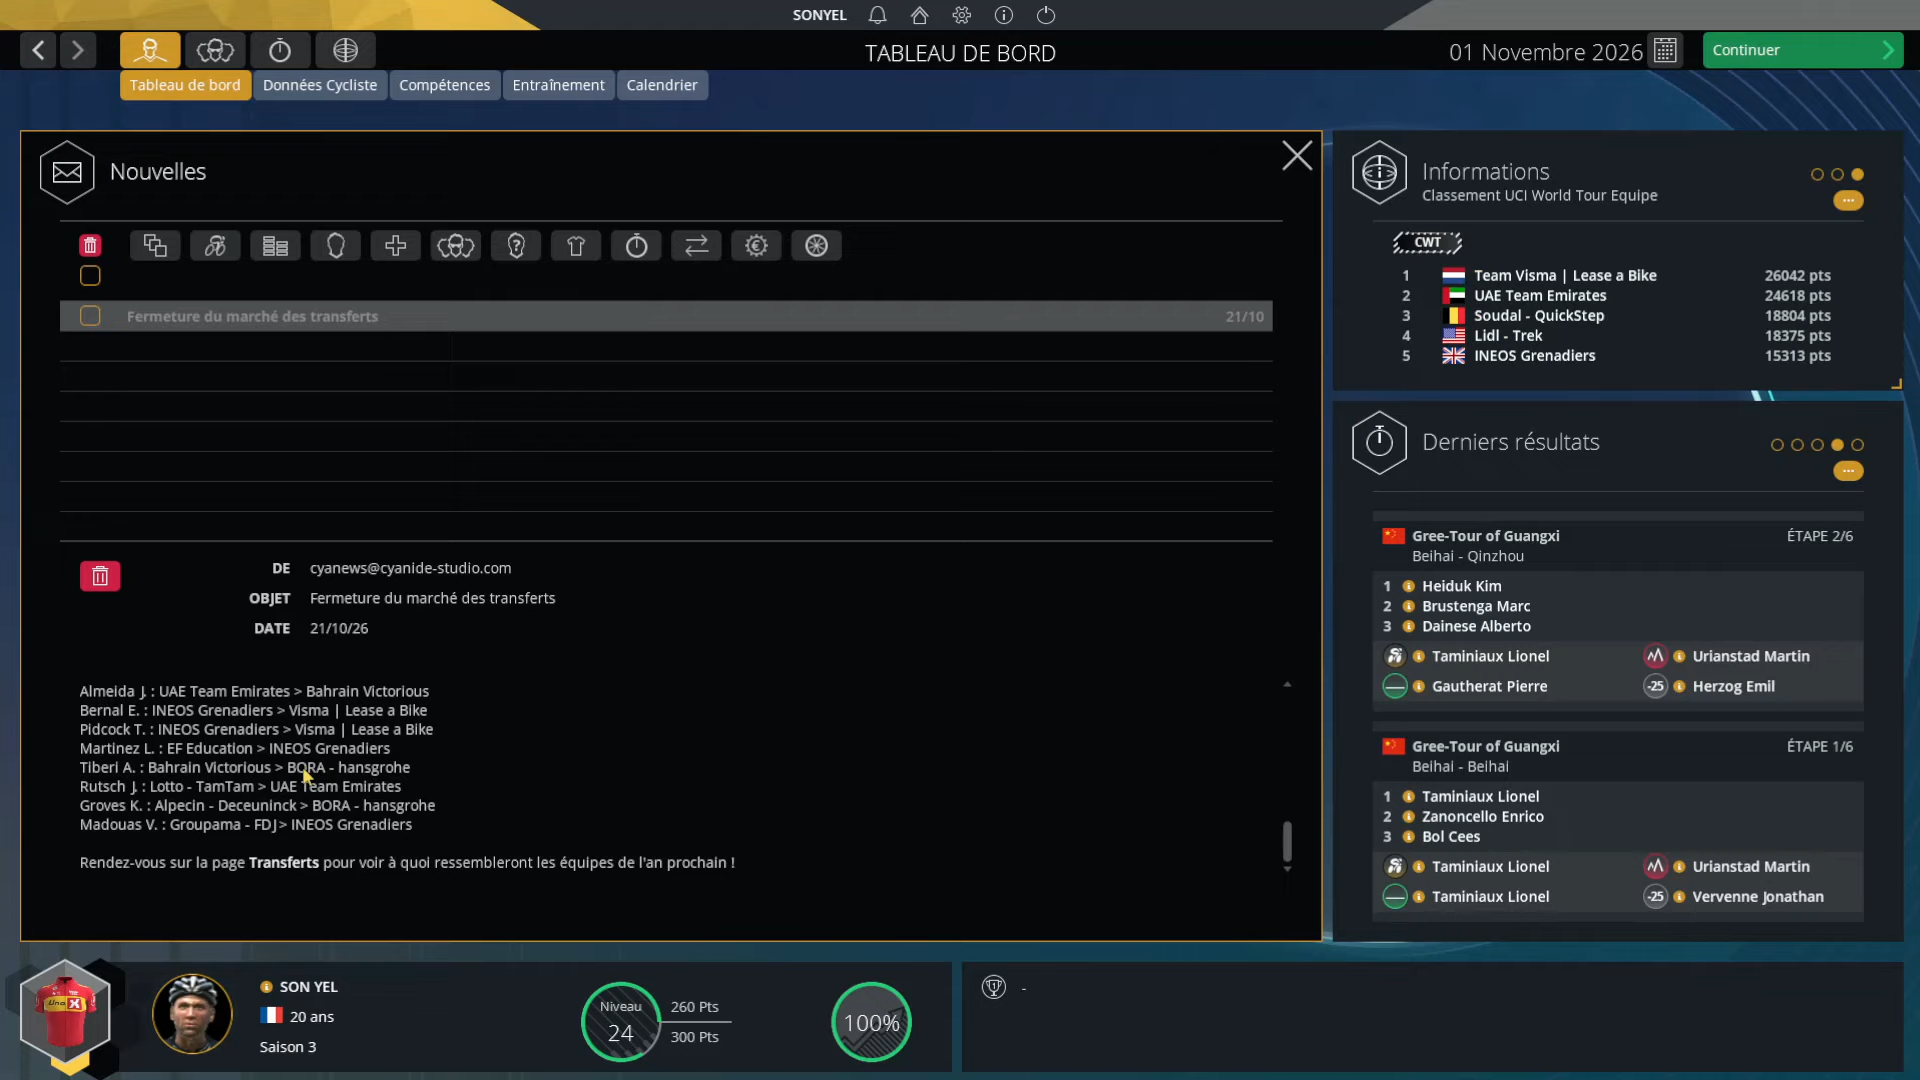 SONYEL
TABLEAU DE BORD
01 Novembre 2026
Continuer
Tableau de bord
Données Cycliste
Compétences
Entraînement
Calendrier
Nouvelles
Fermeture du marché des transferts 21/10
DE cyanews@cyanide-studio.com
OBJET Fermeture du marché des transferts
DATE 21/10/26
Almeida J. : UAE Team Emirates > Bahrain Victorious
Bernal E. : INEOS Grenadiers > Visma | Lease a Bike
Pidcock T. : INEOS Grenadiers > Visma | Lease a Bike
Martinez L. : EF Education > INEOS Grenadiers
Tiberi A. : Bahrain Victorious > BORA - hansgrohe
Rutsch J. : Lotto - TamTam > UAE Team Emirates
Groves K. : Alpecin - Deceuninck > BORA - hansgrohe
Madouas V. : Groupama - FDJ > INEOS Grenadiers
Rendez-vous sur la page Transferts pour voir à quoi ressembleront les équipes de l'an prochain !
Informations
Classement UCI World Tour Equipe
CWT
1 Team Visma | Lease a Bike 26042 pts
2 UAE Team Emirates 24618 pts
3 Soudal - QuickStep 18804 pts
4 Lidl - Trek 18375 pts
5 INEOS Grenadiers 15313 pts
Derniers résultats
Gree-Tour of Guangxi ÉTAPE 2/6
Beihai - Qinzhou
1 Heiduk Kim
2 Brustenga Marc
3 Dainese Alberto
Taminiaux Lionel Urianstad Martin
Gautherat Pierre -25 Herzog Emil
Gree-Tour of Guangxi ÉTAPE 1/6
Beihai - Beihai
1 Taminiaux Lionel
2 Zanoncello Enrico
3 Bol Cees
Taminiaux Lionel Urianstad Martin
Taminiaux Lionel -25 Vervenne Jonathan
Uno X
SON YEL
20 ans
Saison 3
Niveau
24
260 Pts
300 Pts
100%
-